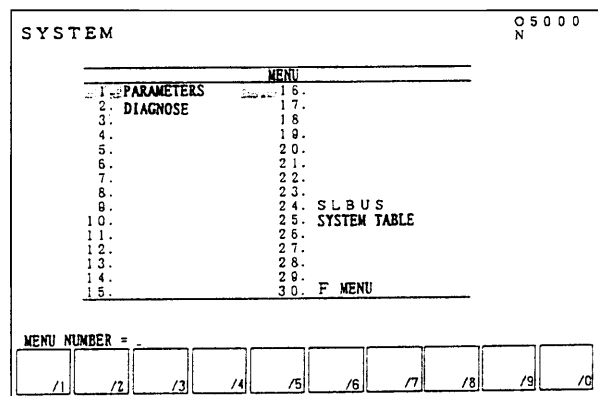 SYSTEM
O5000
N
MENU
1. PARAMETERS
2. DIAGNOSE
3.
4.
5.
6.
7.
8.
9.
10.
11.
12.
13.
14.
15.
16.
17.
18
19.
20.
21.
22.
23.
24. SLBUS
25. SYSTEM TABLE
26.
27.
28.
29.
30. F MENU
MENU NUMBER = _
/1 /2 /3 /4 /5 /6 /7 /8 /9 /0